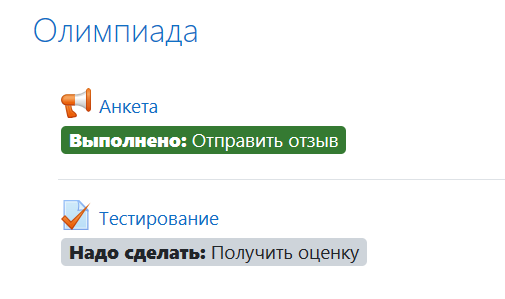 Олимпиада
Анкета
Выполнено: Отправить отзыв
Тестирование
Надо сделать: Получить оценку